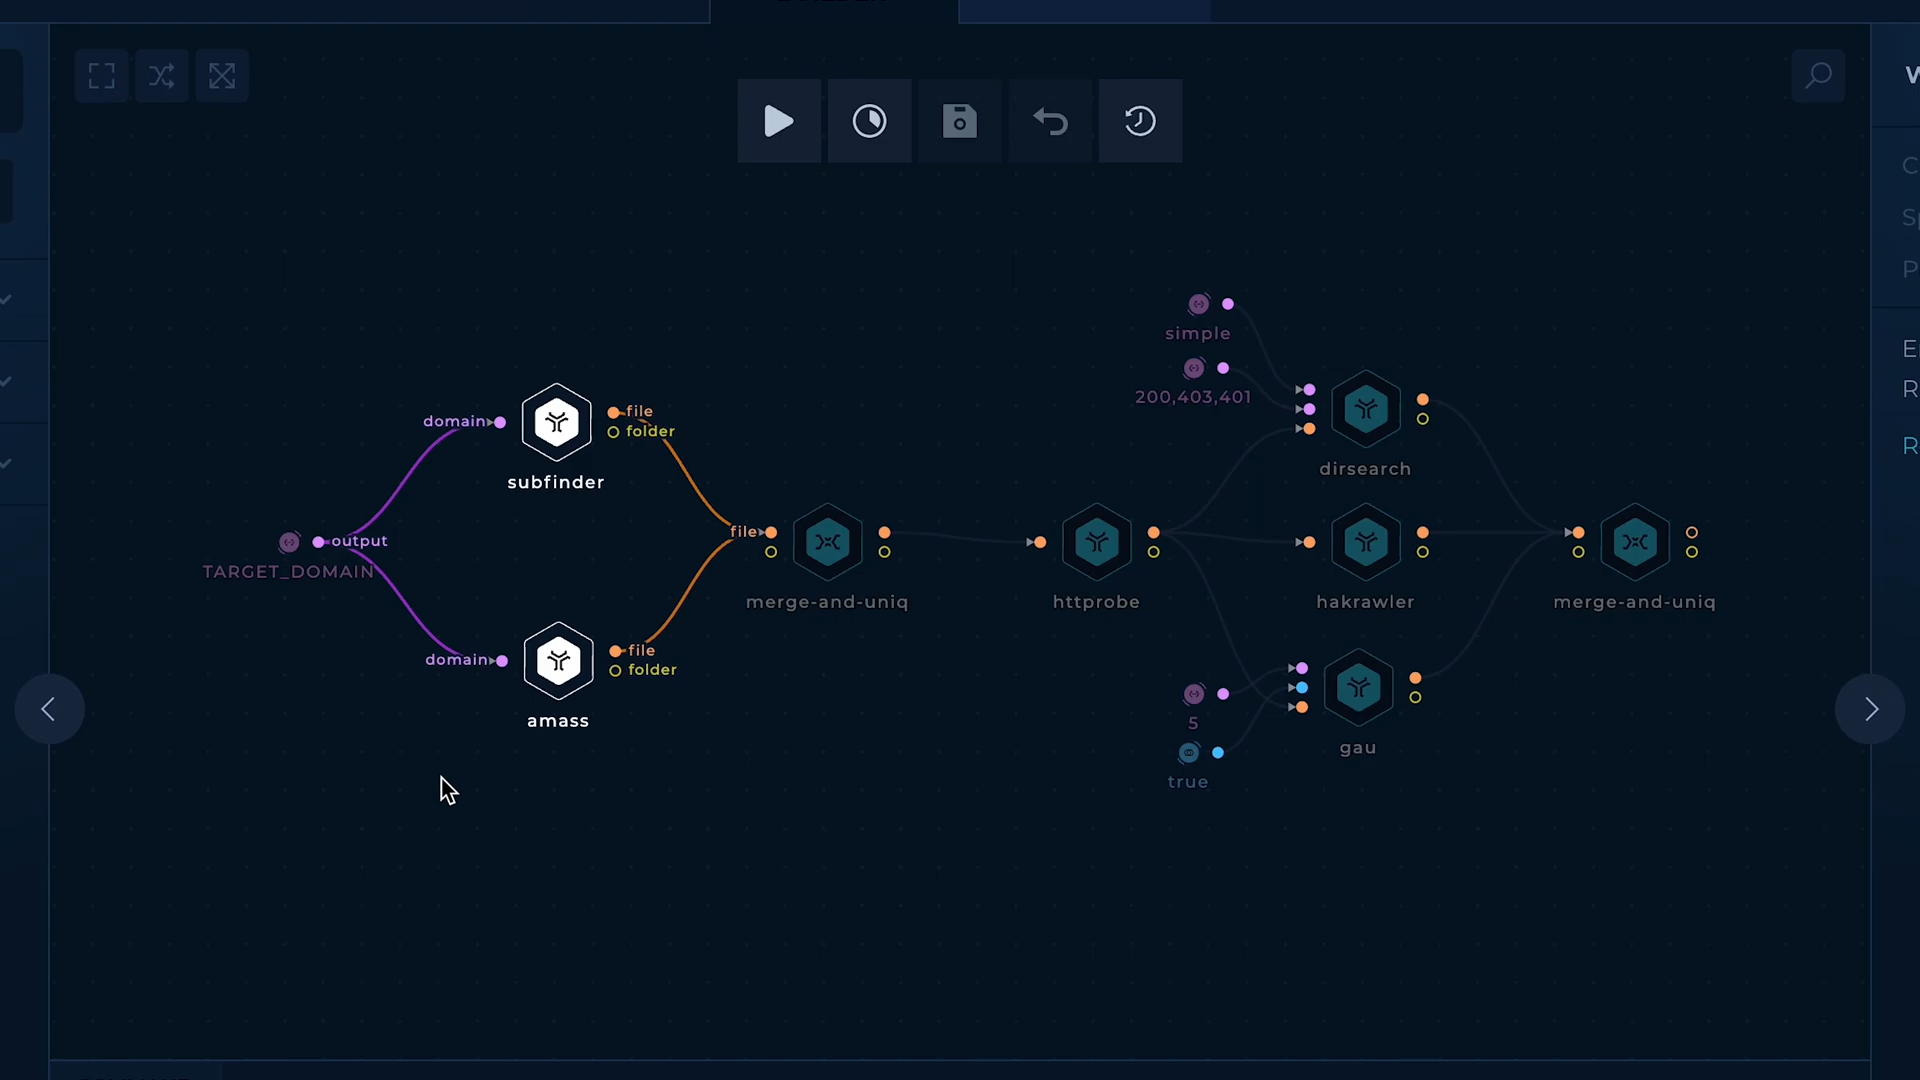 simple
200,403,401
dirsearch
domain
file
folder
subfinder
output
TARGET_DOMAIN
file
merge-and-uniq
httprobe
hakrawler
merge-and-uniq
domain
file
folder
amass
5
true
gau